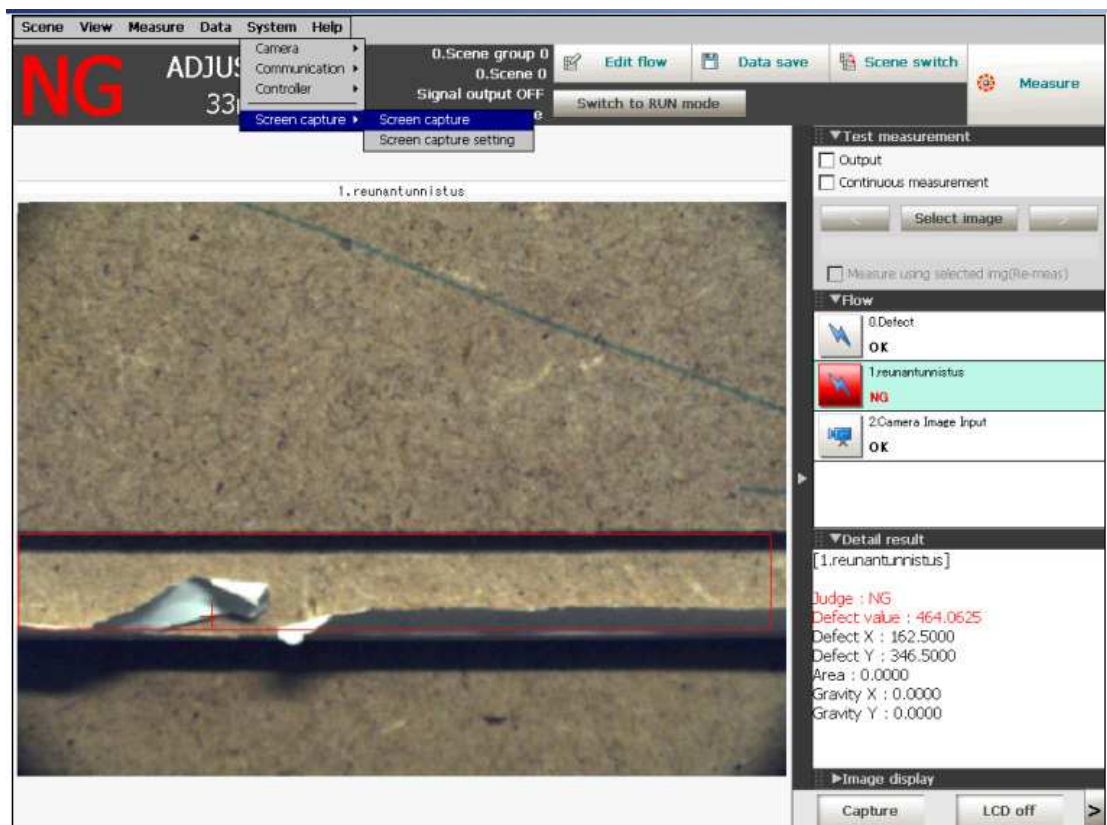 Scene View Measure Data System Help
NG
ADJUS
33
Camera
Communication
Controller
Screen capture
Screen capture
Screen capture setting
0.Scene group 0
0.Scene 0
Signal output OFF
e
Edit flow
Data save
Scene switch
Switch to RUN mode
Measure
1.reunantunnistus
Test measurement
Output
Continuous measurement
< Select image >
Measure using selected img(Re-meas)
Flow
0.Defect
OK
1.reunantunnistus
NG
2.Camera Image Input
OK
Detail result
[1.reunantunnistus]
Judge : NG
Defect value : 464.0625
Defect X : 162.5000
Defect Y : 346.5000
Area : 0.0000
Gravity X : 0.0000
Gravity Y : 0.0000
Image display
Capture
LCD off
>